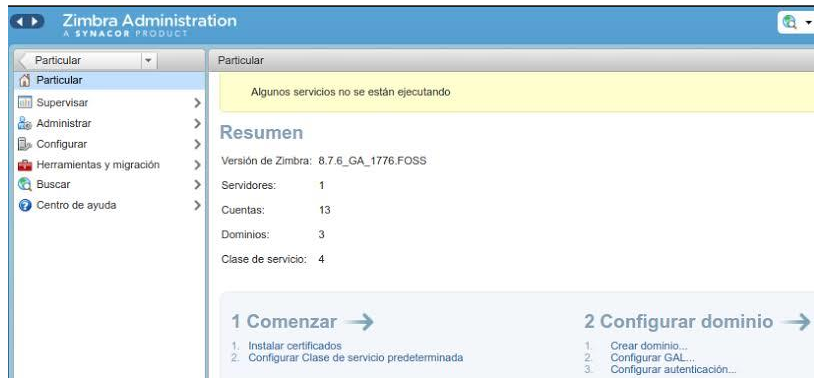 Zimbra Administration
A SYNACOR PRODUCT
Particular
Particular
Supervisar
Administrar
Configurar
Herramientas y migración
Buscar
Centro de ayuda
Particular
Algunos servicios no se están ejecutando
Resumen
Versión de Zimbra: 8.7.6_GA_1776.FOSS
Servidores: 1
Cuentas: 13
Dominios: 3
Clase de servicio: 4
1 Comenzar
1. Instalar certificados
2. Configurar Clase de servicio predeterminada
2 Configurar dominio
1. Crear dominio...
2. Configurar GAL...
3. Configurar autenticación...